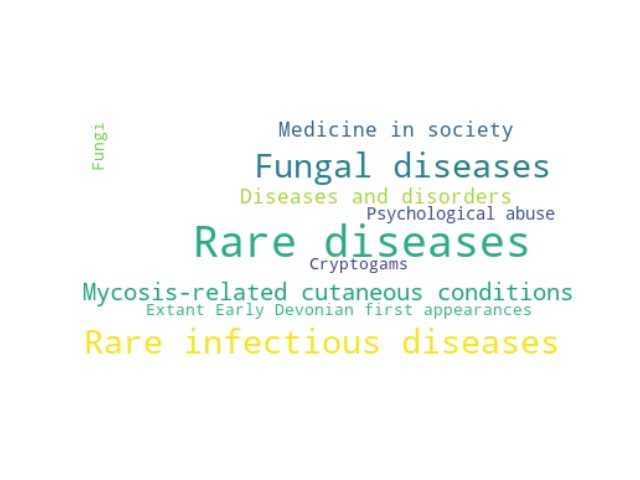 Fungi
Medicine in society
Fungal diseases
Diseases and disorders
Psychological abuse
Rare diseases
Cryptogams
Mycosis-related cutaneous conditions
Extant Early Devonian first appearances
Rare infectious diseases